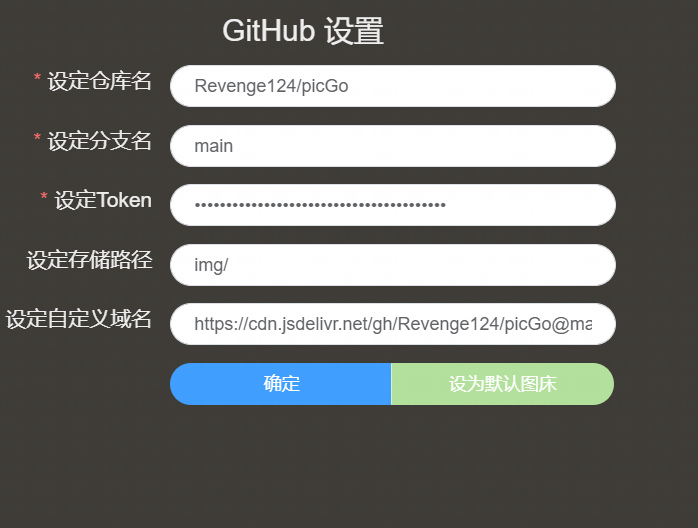 GitHub 设置
* 设定仓库名 Revenge124/picGo
* 设定分支名 main
* 设定Token ••••••••••••••••••••••••••••••••••••••••
设定存储路径 img/
设定自定义域名 https://cdn.jsdelivr.net/gh/Revenge124/picGo@ma
确定 设为默认图床